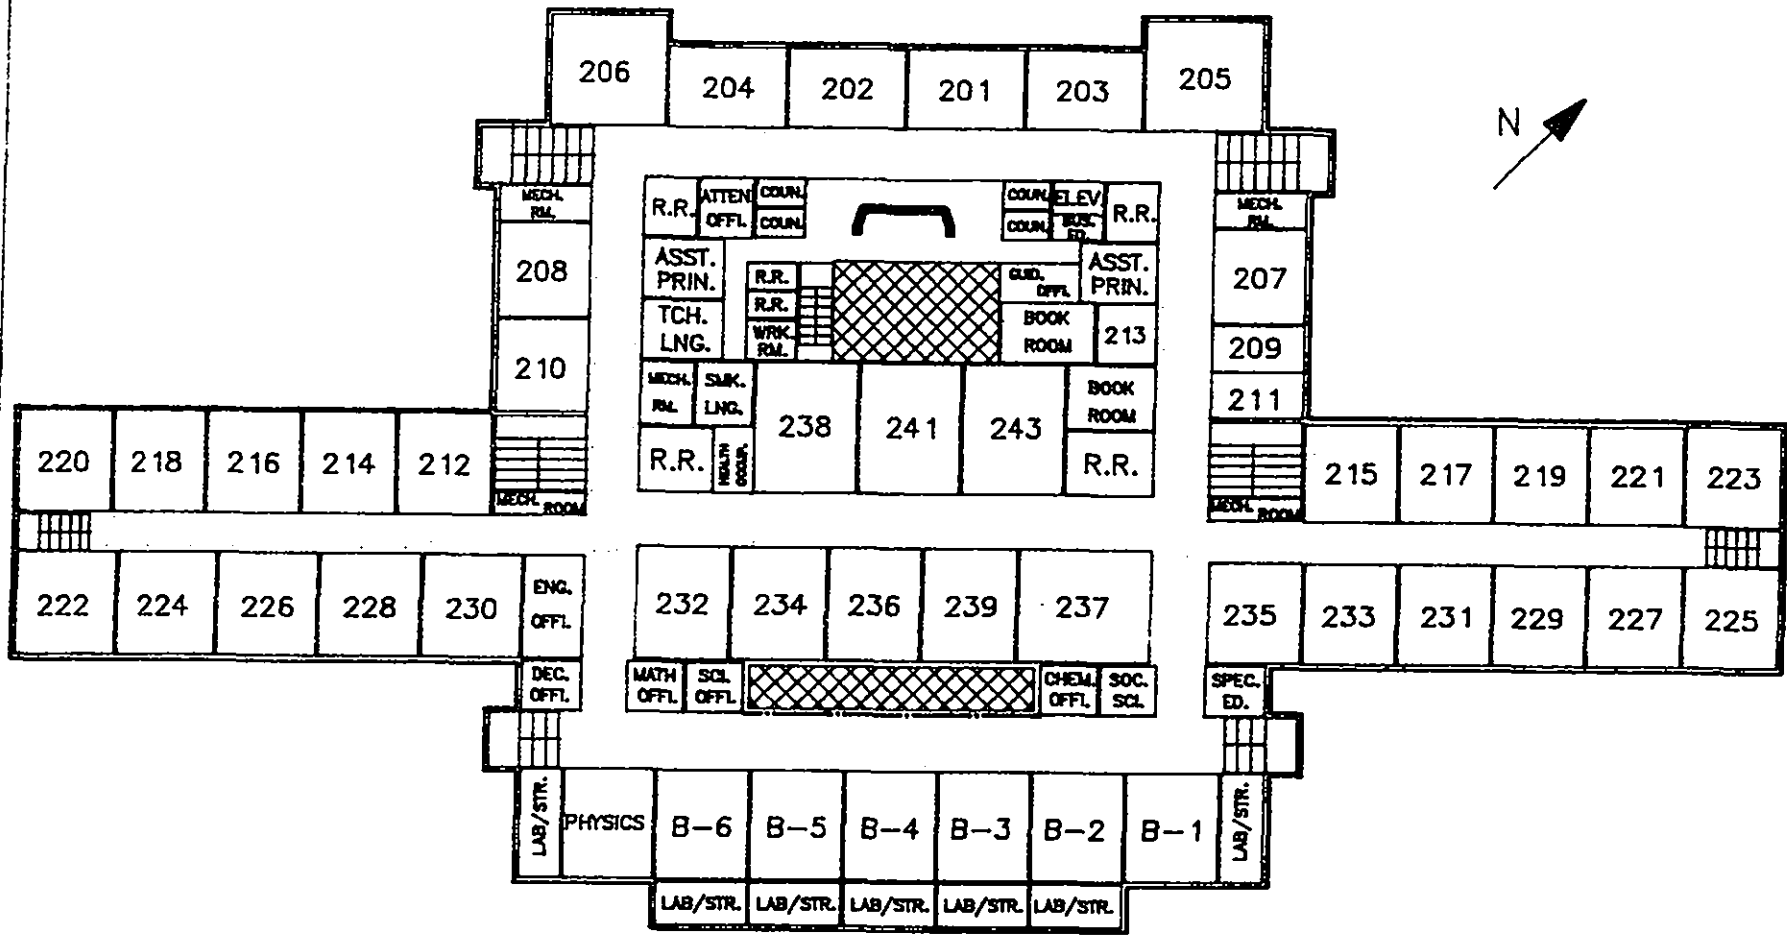 206
204
202
201
203
205
N
MECH.
RM.
R.R.
ATTEN
OFFI.
COUN.
COUN.
COUN.
COUN.
ELEV
BUS.
ED.
R.R.
MECH.
RM.
208
ASST.
PRIN.
R.R.
R.R.
WRK.
RM.
GUID.
OFFI.
ASST.
PRIN.
207
TCH.
LNG.
BOOK
ROOM
213
209
210
MECH.
RM.
SMK.
LNG.
238
241
243
BOOK
ROOM
211
220
218
216
214
212
R.R.
HEALTH
OCCUP.
R.R.
215
217
219
221
223
MECH.
ROOM
MECH.
ROOM
222
224
226
228
230
ENG.
OFFI.
232
234
236
239
237
235
233
231
229
227
225
DEC.
OFFI.
MATH
OFFI.
SCI.
OFFI.
CHEM.
OFFI.
SOC.
SCI.
SPEC.
ED.
LAB/STR.
PHYSICS
B-6
B-5
B-4
B-3
B-2
B-1
LAB/STR.
LAB/STR.
LAB/STR.
LAB/STR.
LAB/STR.
LAB/STR.